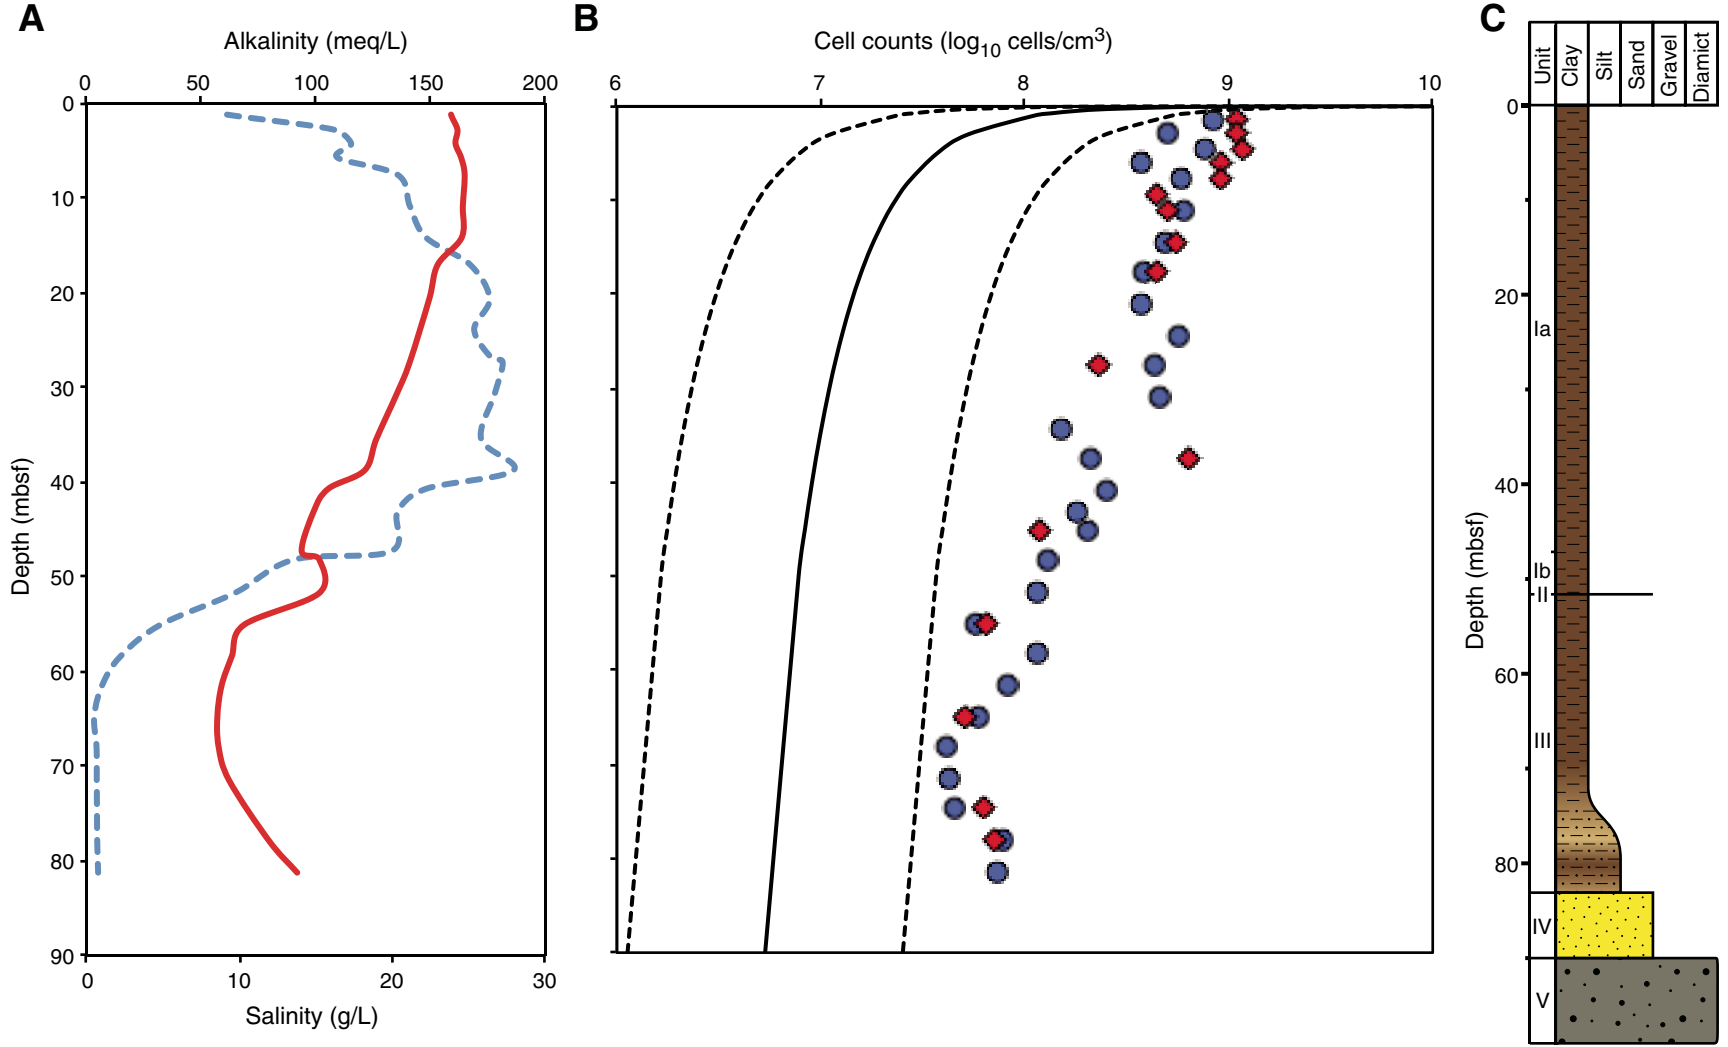 A
Alkalinity (meq/L)
0 50 100 150 200
0
10
20
30
40
50
60
70
80
90
Depth (mbsf)
0 10 20 30
Salinity (g/L)
B
Cell counts (log10 cells/cm3)
6 7 8 9 10
C
Unit
Clay
Silt
Sand
Gravel
Diamict
0
20
40
60
80
Depth (mbsf)
Ia
Ib
II
III
IV
V